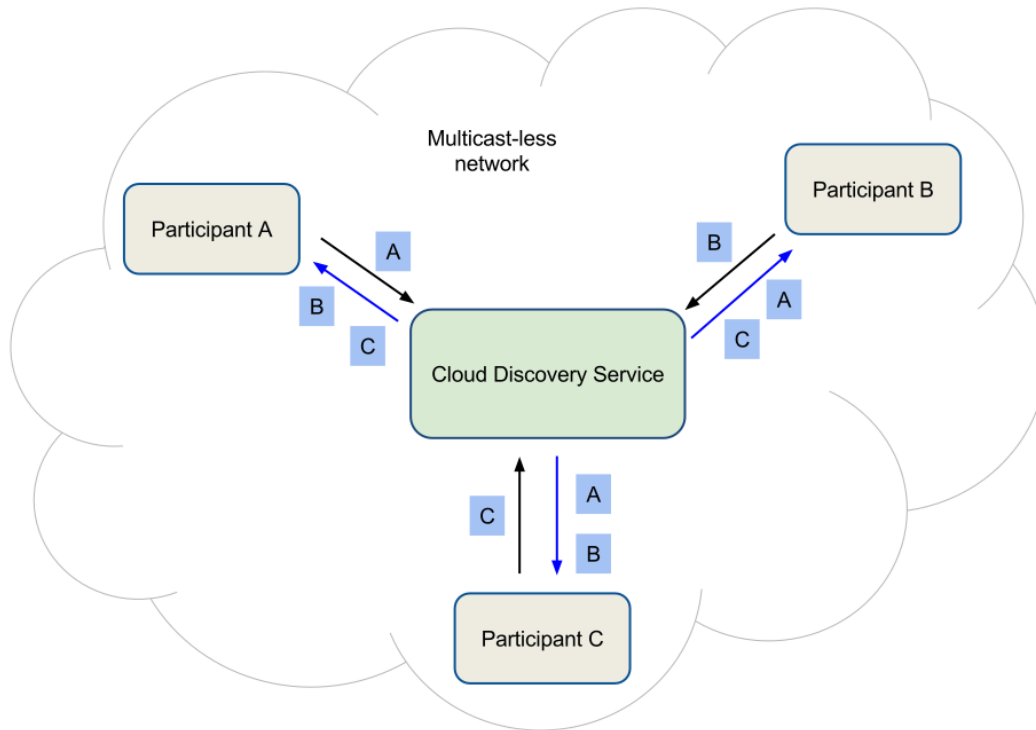 Multicast-less
network
Participant B
Participant A
B
A
A
B
C
C
Cloud Discovery Service
A
C
B
Participant C